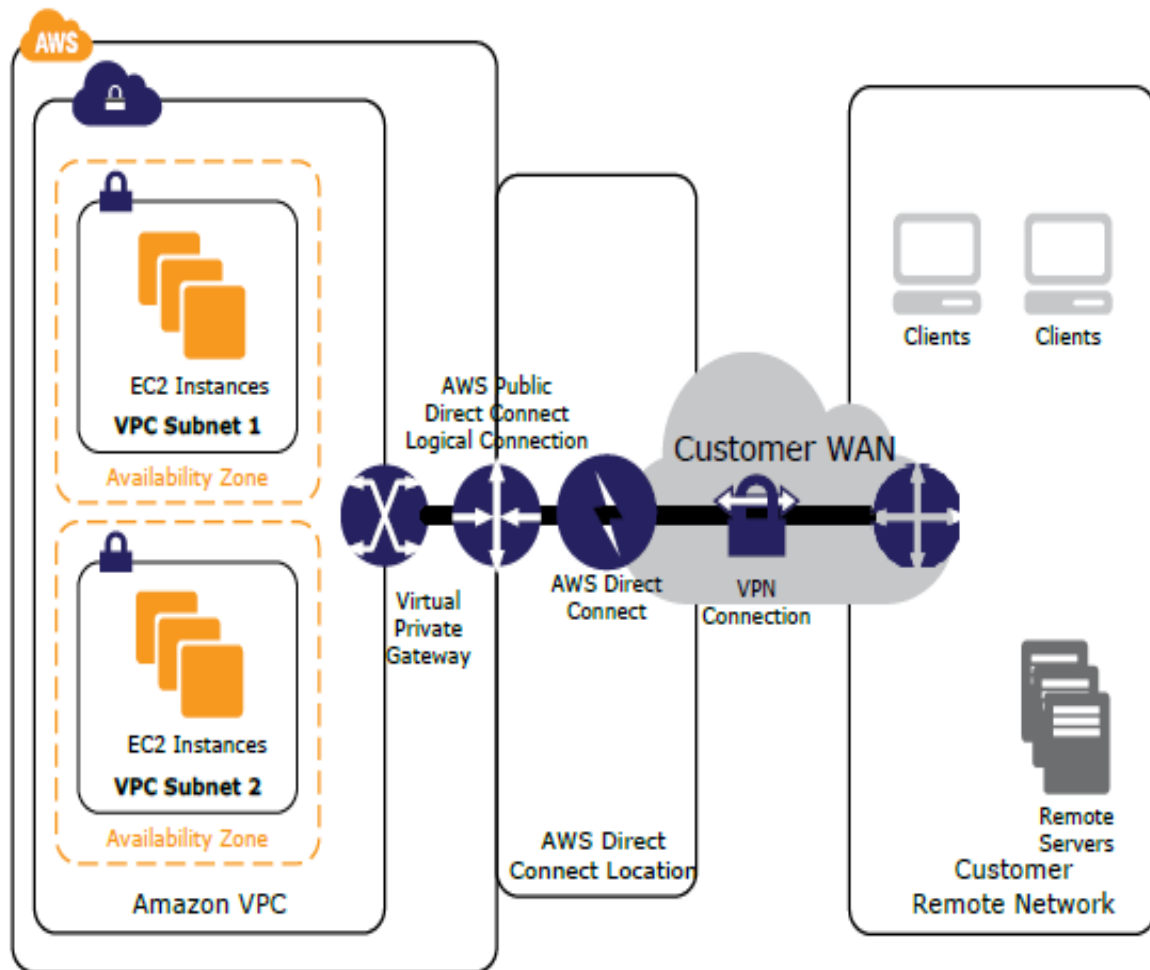 AWS
EC2 Instances
VPC Subnet 1
Availability Zone
EC2 Instances
VPC Subnet 2
Availability Zone
Amazon VPC
Virtual
Private
Gateway
AWS Public
Direct Connect
Logical Connection
AWS Direct
Connect
AWS Direct
Connect Location
Customer WAN
VPN
Connection
Clients
Clients
Remote
Servers
Customer
Remote Network